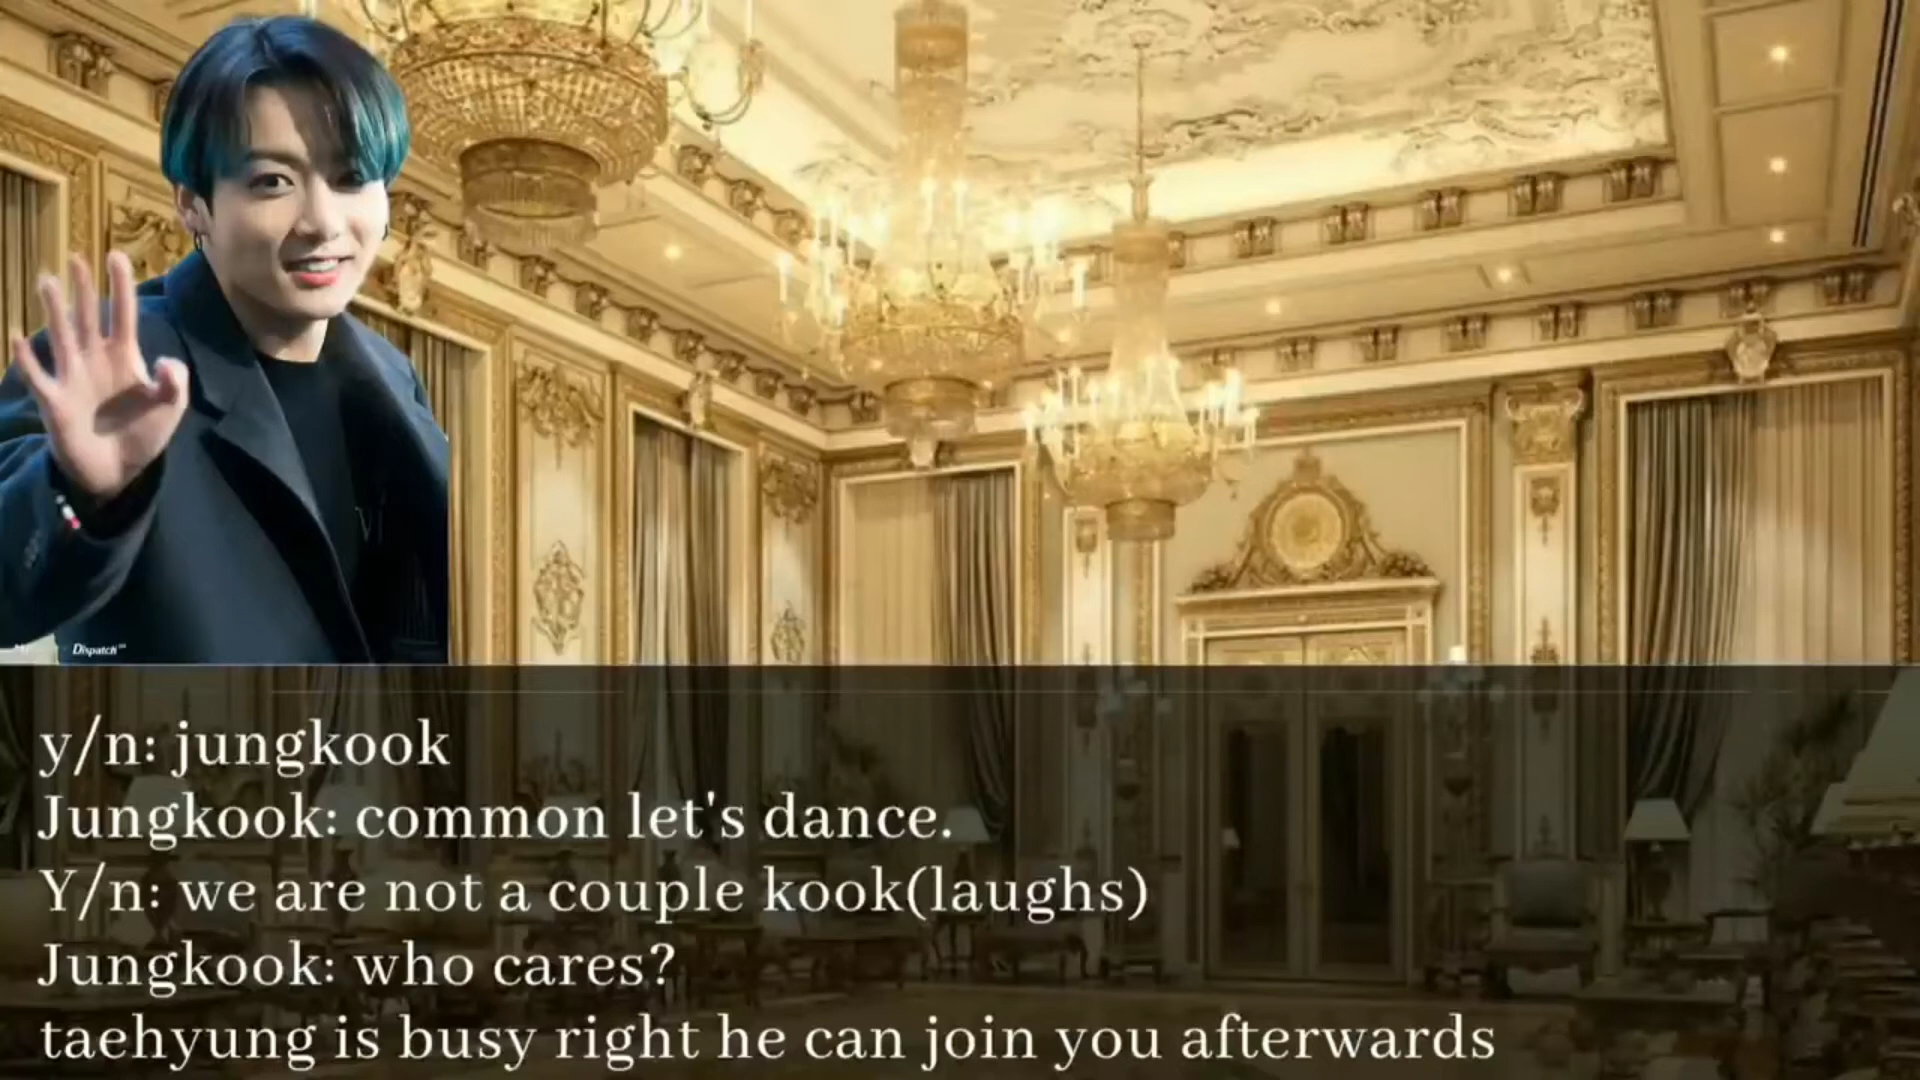 Dispatch
y/n: jungkook
Jungkook: common let's dance.
Y/n: we are not a couple kook(laughs)
Jungkook: who cares?
taehyung is busy right he can join you afterwards